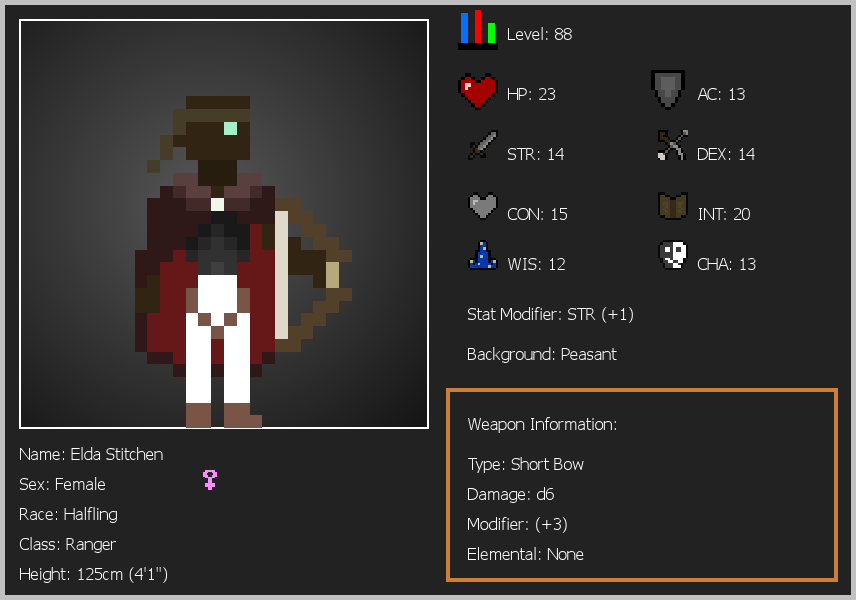 Level: 88
HP: 23
AC: 13
STR: 14
DEX: 14
CON: 15
INT: 20
WIS: 12
CHA: 13
Stat Modifier: STR (+1)
Background: Peasant
Weapon Information:
Type: Short Bow
Damage: d6
Modifier: (+3)
Elemental: None
Name: Elda Stitchen
Sex: Female
Race: Halfling
Class: Ranger
Height: 125cm (4'1")